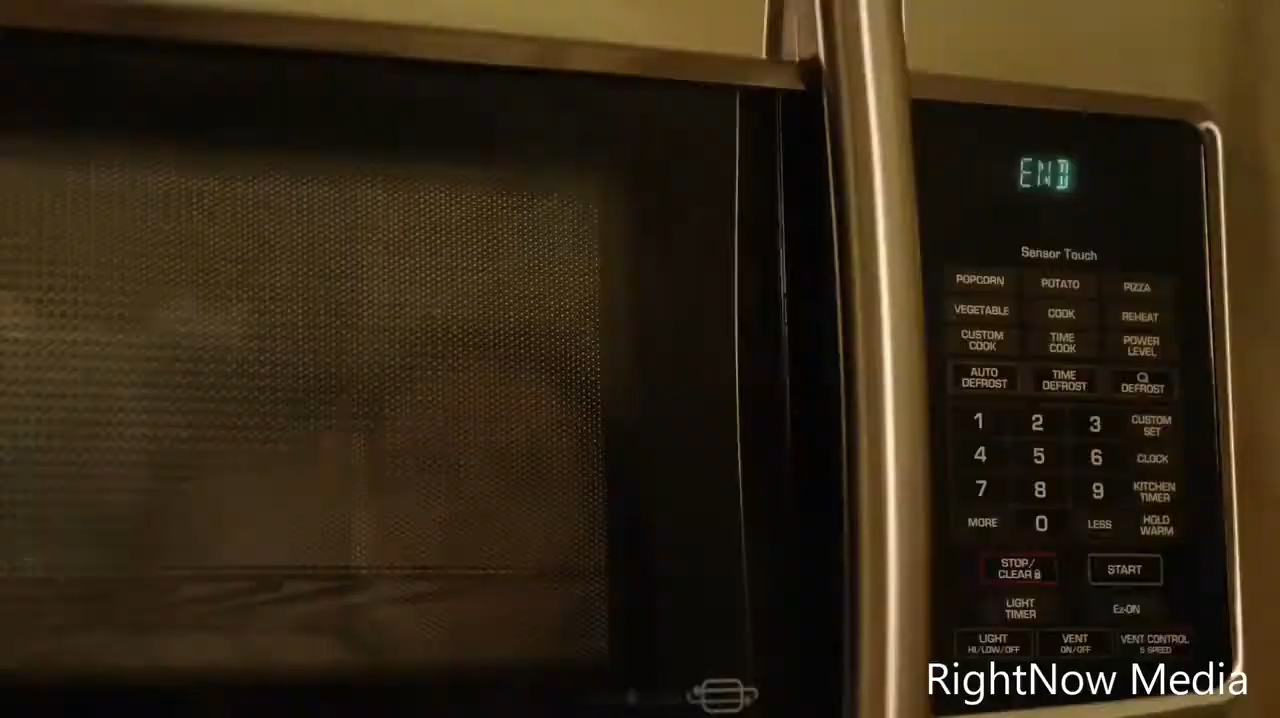 END
Sensor Touch
POPCORN POTATO PIZZA
VEGETABLE COOK REHEAT
CUSTOM COOK TIME COOK POWER LEVEL
AUTO DEFROST TIME DEFROST Q DEFROST
1 2 3 CUSTOM SET
4 5 6 CLOCK
7 8 9 KITCHEN TIMER
MORE 0 LESS HOLD WARM
STOP/ CLEAR START
LIGHT TIMER Ez-ON
LIGHT HI/LOW/OFF VENT ON/OFF VENT CONTROL 5 SPEED
RightNow Media